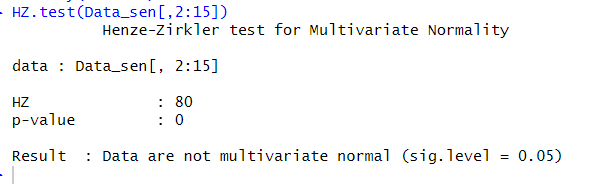 > HZ.test(Data_sen[,2:15])
Henze-Zirkler test for Multivariate Normality
data : Data_sen[, 2:15]
HZ : 80
p-value : 0
Result : Data are not multivariate normal (sig.level = 0.05)
>